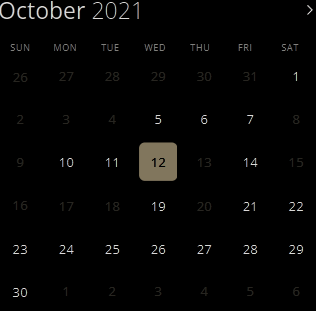 October 2021
SUN MON TUE WED THU FRI SAT
26 27 28 29 30 31 1
2 3 4 5 6 7 8
9 10 11 12 13 14 15
16 17 18 19 20 21 22
23 24 25 26 27 28 29
30 1 2 3 4 5 6